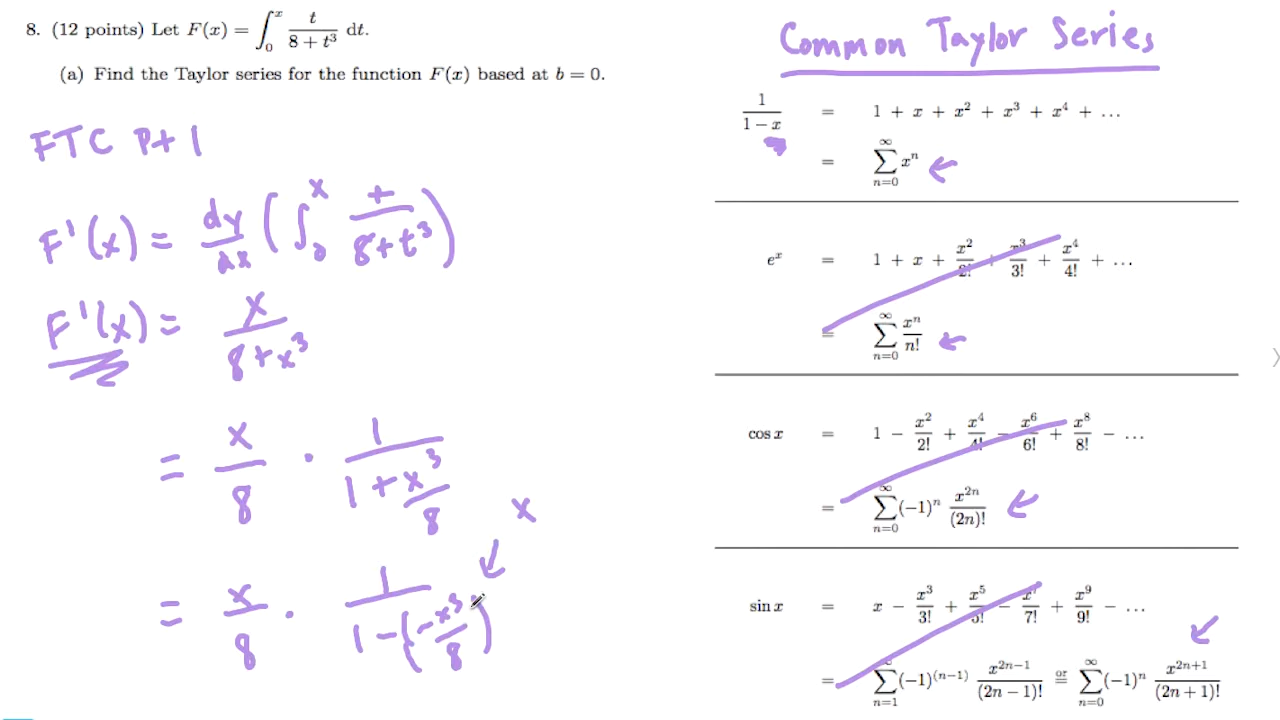 8. (12 points) Let F(x) = ∫₀ˣ t/(8 + t³) dt.
(a) Find the Taylor series for the function F(x) based at b = 0.
FTC Pt 1
F'(x) = dy/dx ( ∫₀ˣ t/(8+t³) )
F'(x) = x/(8+x³)
= x/8 · 1/(1+x³/8)
x
= x/8 · 1/(1-(-x³/8))
Common Taylor Series
1/(1 − x) = 1 + x + x² + x³ + x⁴ + ...
= ∑_{n=0}^{∞} xⁿ
eˣ = 1 + x + x²/2! + x³/3! + x⁴/4! + ...
= ∑_{n=0}^{∞} xⁿ/n!
cos x = 1 − x²/2! + x⁴/4! − x⁶/6! + x⁸/8! − ...
= ∑_{n=0}^{∞} (−1)ⁿ x²ⁿ/(2n)!
sin x = x − x³/3! + x⁵/5! − x⁷/7! + x⁹/9! − ...
= ∑_{n=1}^{∞} (−1)^{(n−1)} x^{2n−1}/(2n − 1)! or ≅ ∑_{n=0}^{∞} (−1)ⁿ x^{2n+1}/(2n + 1)!